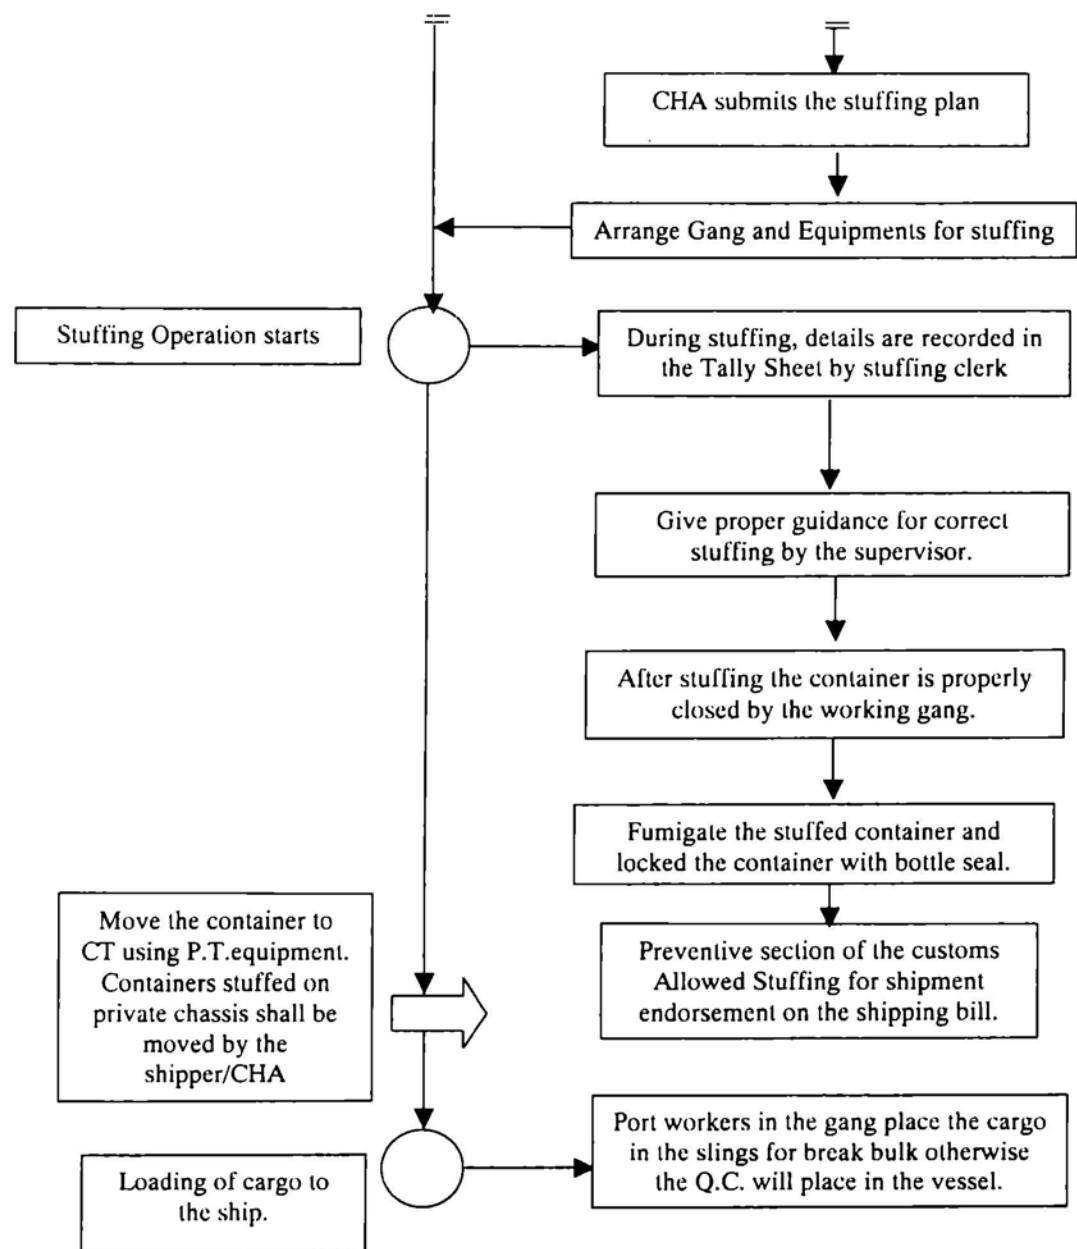 CHA submits the stuffing plan
Arrange Gang and Equipments for stuffing
Stuffing Operation starts
During stuffing, details are recorded in
the Tally Sheet by stuffing clerk
Give proper guidance for correct
stuffing by the supervisor.
After stuffing the container is properly
closed by the working gang.
Fumigate the stuffed container and
locked the container with bottle seal.
Move the container to
CT using P.T.equipment.
Containers stuffed on
private chassis shall be
moved by the
shipper/CHA
Preventive section of the customs
Allowed Stuffing for shipment
endorsement on the shipping bill.
Port workers in the gang place the cargo
in the slings for break bulk otherwise
the Q.C. will place in the vessel.
Loading of cargo to
the ship.